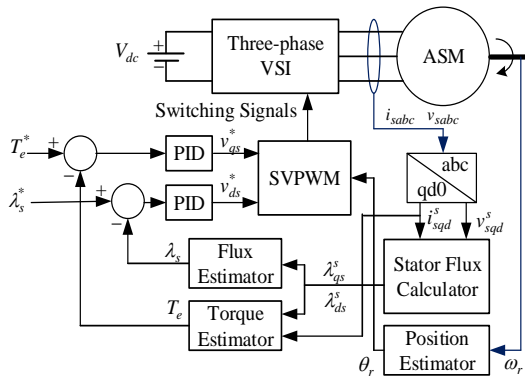 V_dc
+
−
Three-phase
VSI
ASM
Switching Signals
i_sabc
v_sabc
T_e^*
+
−
PID
v_qs^*
SVPWM
abc
qd0
λ_s^*
+
−
PID
v_ds^*
i_sqd^s
v_sqd^s
λ_s
Flux
Estimator
λ_qs^s
λ_ds^s
Stator Flux
Calculator
T_e
Torque
Estimator
θ_r
Position
Estimator
ω_r